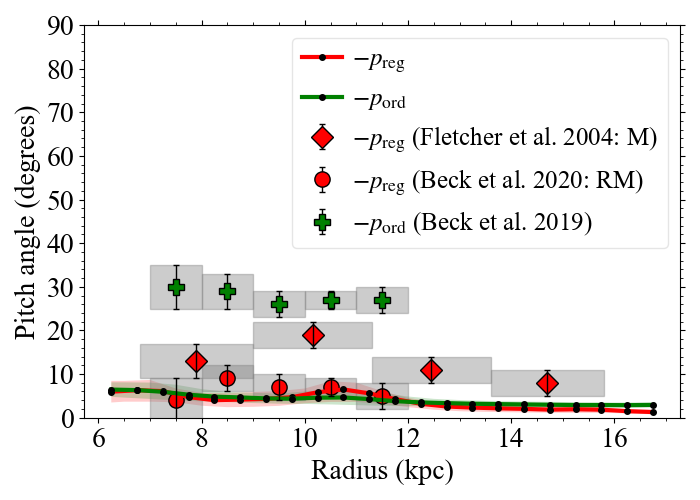 90
80
70
60
50
40
30
20
10
0
Pitch angle (degrees)
−p_reg
−p_ord
−p_reg (Fletcher et al. 2004: M)
−p_reg (Beck et al. 2020: RM)
−p_ord (Beck et al. 2019)
6 8 10 12 14 16
Radius (kpc)